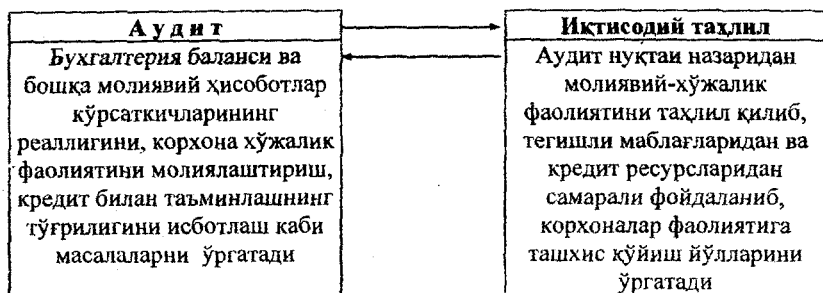 Аудит
Бухгалтерия баланси ва
бошқа молиявий ҳисоботлар
кўрсаткичларининг
реаллигини, корхона хўжалик
фаолиятини молиялаштириш,
кредит билан таъминлашнинг
тўғрилигини исботлаш каби
масалаларни ўргатади
Иқтисодий таҳлил
Аудит нуқтаи назаридан
молиявий-хўжалик
фаолиятини таҳлил қилиб,
тегишли маблағларидан ва
кредит ресурсларидан
самарали фойдаланиб,
корхоналар фаолиятига
ташхис қўйиш йўлларини
ўргатади